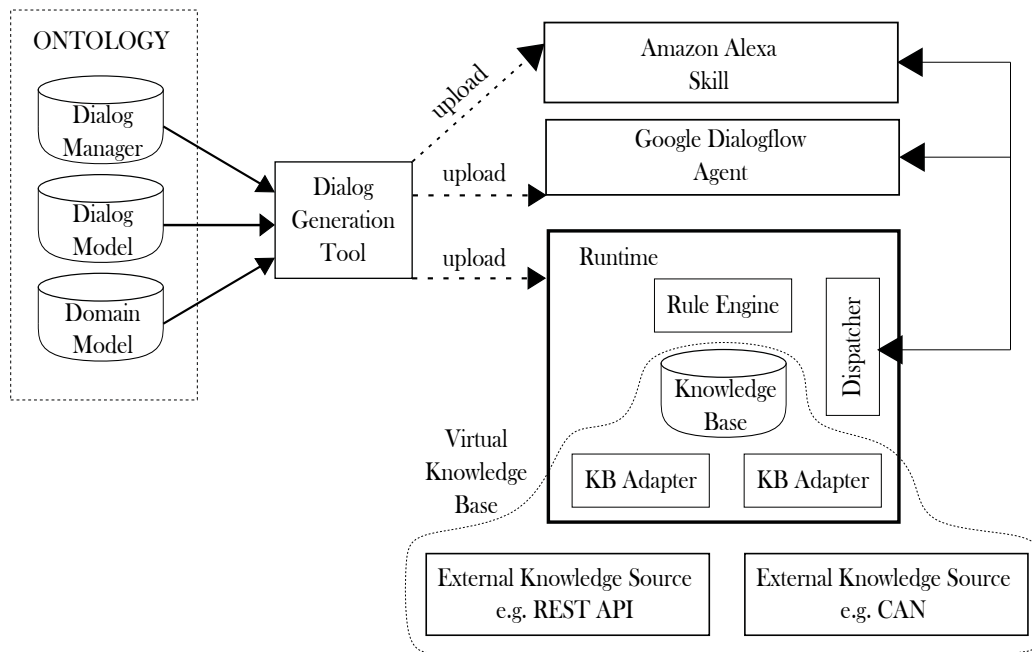 ONTOLOGY
Dialog
Manager
Dialog
Model
Domain
Model
Dialog
Generation
Tool
upload
upload
upload
Amazon Alexa
Skill
Google Dialogflow
Agent
Runtime
Rule Engine
Dispatcher
Knowledge
Base
Virtual
Knowledge
Base
KB Adapter
KB Adapter
External Knowledge Source
e.g. REST API
External Knowledge Source
e.g. CAN